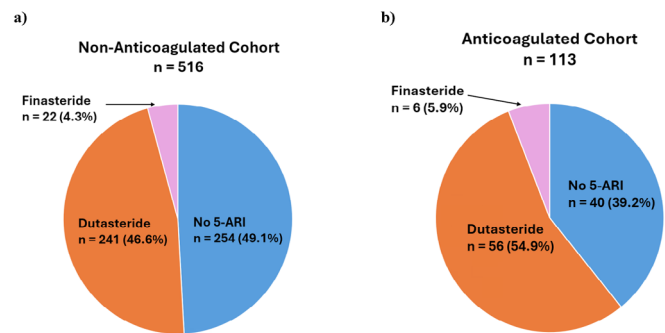 a)
Non-Anticoagulated Cohort
n = 516
Finasteride
n = 22 (4.3%)
Dutasteride
n = 241 (46.6%)
No 5-ARI
n = 254 (49.1%)
b)
Anticoagulated Cohort
n = 113
Finasteride
n = 6 (5.9%)
No 5-ARI
n = 40 (39.2%)
Dutasteride
n = 56 (54.9%)